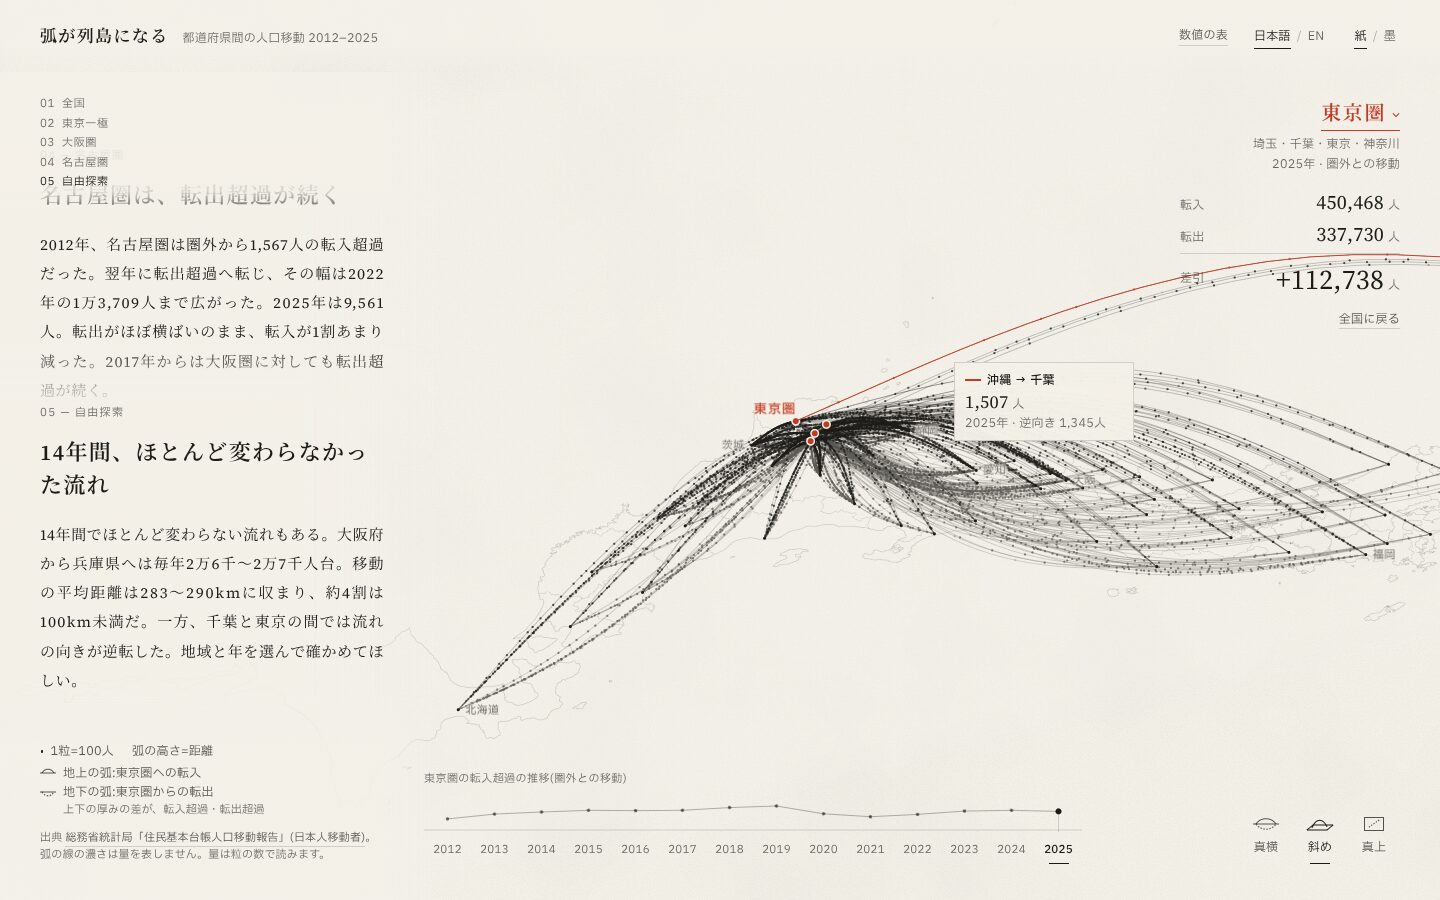 弧が列島になる
都道府県間の人口移動 2012–2025
数値の表
日本語 / EN
紙 / 墨
01 全国
02 東京一極
03 大阪圏
04 名古屋圏
05 自由探索
名古屋圏は、転出超過が続く
2012年、名古屋圏は圏外から1,567人の転入超過
だった。翌年に転出超過へ転じ、その幅は2022
年の1万3,709人まで広がった。2025年は9,561
人。転出がほぼ横ばいのまま、転入が1割あまり
減った。2017年からは大阪圏に対しても転出超
過が続く。
05 — 自由探索
14年間、ほとんど変わらなかっ
た流れ
14年間でほとんど変わらない流れもある。大阪府
から兵庫県へは毎年2万6千〜2万7千人台。移動
の平均距離は283〜290kmに収まり、約4割は
100km未満だ。一方、千葉と東京の間では流れ
の向きが逆転した。地域と年を選んで確かめてほ
しい。
1粒=100人 弧の高さ=距離
地上の弧:東京圏への転入
地下の弧:東京圏からの転出
上下の厚みの差が、転入超過・転出超過
出典 総務省統計局「住民基本台帳人口移動報告」(日本人移動者)。
弧の線の濃さは量を表しません。量は粒の数で読みます。
東京圏
埼玉・千葉・東京・神奈川
2025年・圏外との移動
転入 450,468 人
転出 337,730 人
差引 +112,738 人
全国に戻る
沖縄 → 千葉
1,507 人
2025年・逆向き 1,345人
東京圏
茨城
愛知
福岡
北海道
東京圏の転入超過の推移(圏外との移動)
2012 2013 2014 2015 2016 2017 2018 2019 2020 2021 2022 2023 2024 2025
真横 斜め 真上